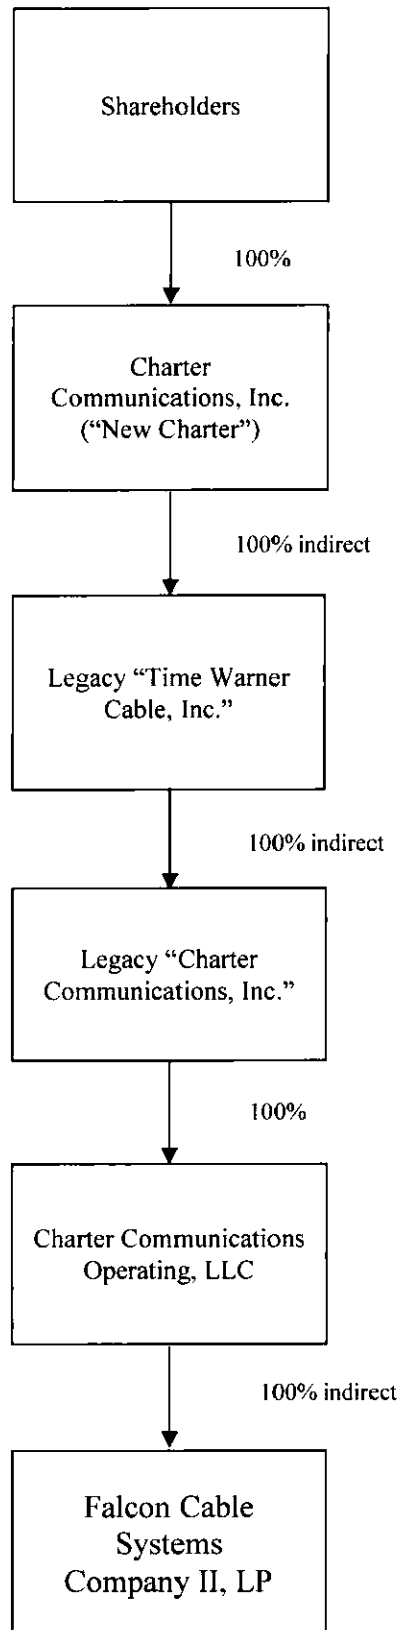 Shareholders
100%
Charter
Communications, Inc.
(“New Charter”)
100% indirect
Legacy “Time Warner
Cable, Inc.”
100% indirect
Legacy “Charter
Communications, Inc.”
100%
Charter Communications
Operating, LLC
100% indirect
Falcon Cable
Systems
Company II, LP